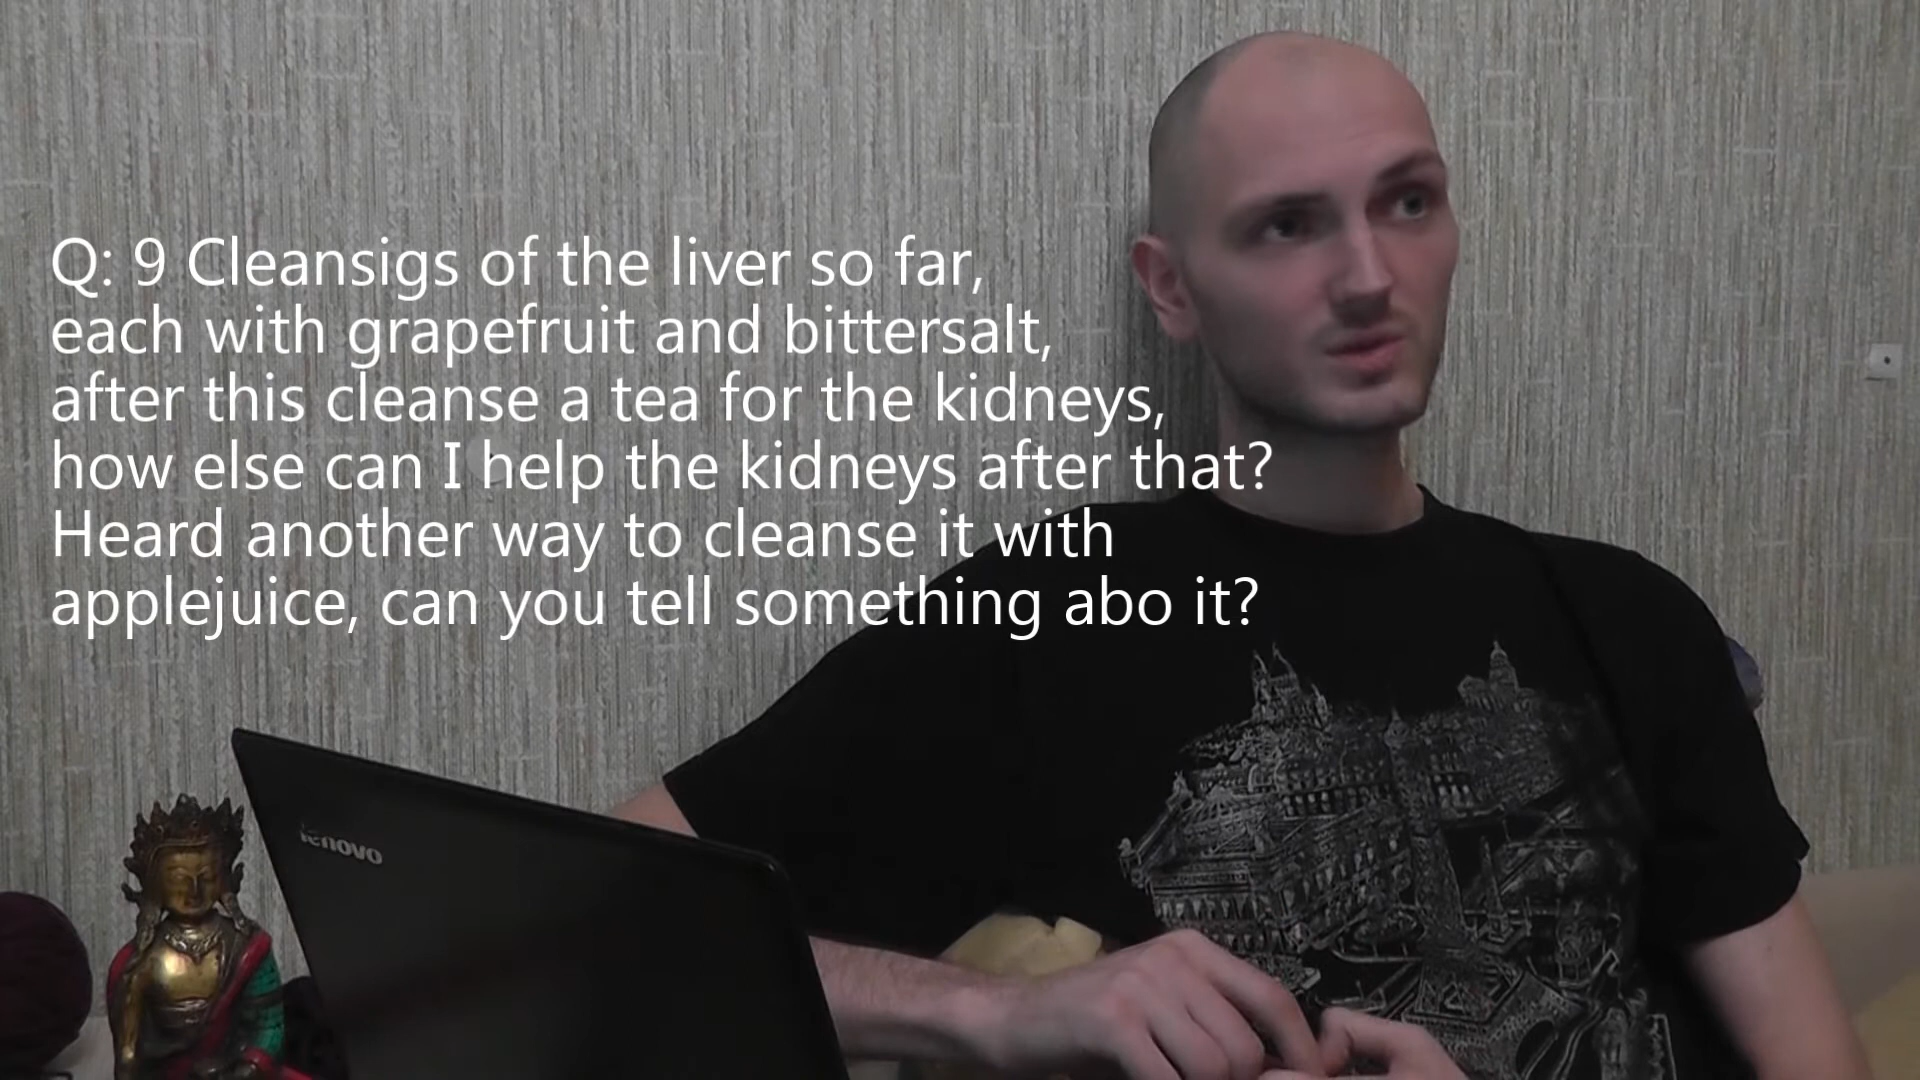 Q: 9 Cleansigs of the liver so far,
each with grapefruit and bittersalt,
after this cleanse a tea for the kidneys,
how else can I help the kidneys after that?
Heard another way to cleanse it with
applejuice, can you tell something abo it?
lenovo